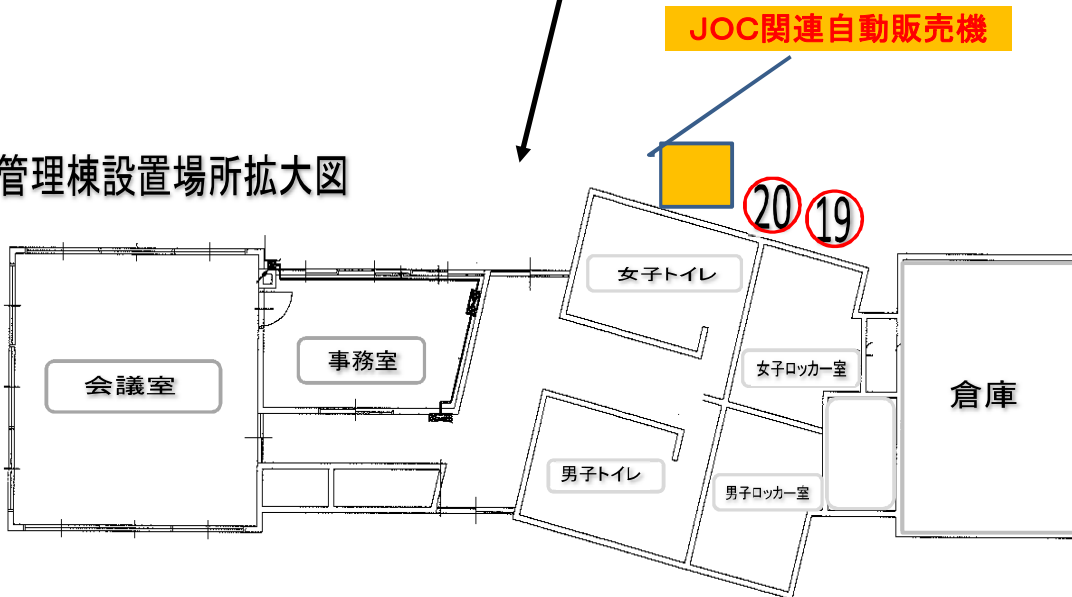 JOC関連自動販売機
管理棟設置場所拡大図
20
19
女子トイレ
事務室
女子ロッカー室
会議室
倉庫
男子トイレ
男子ロッカー室